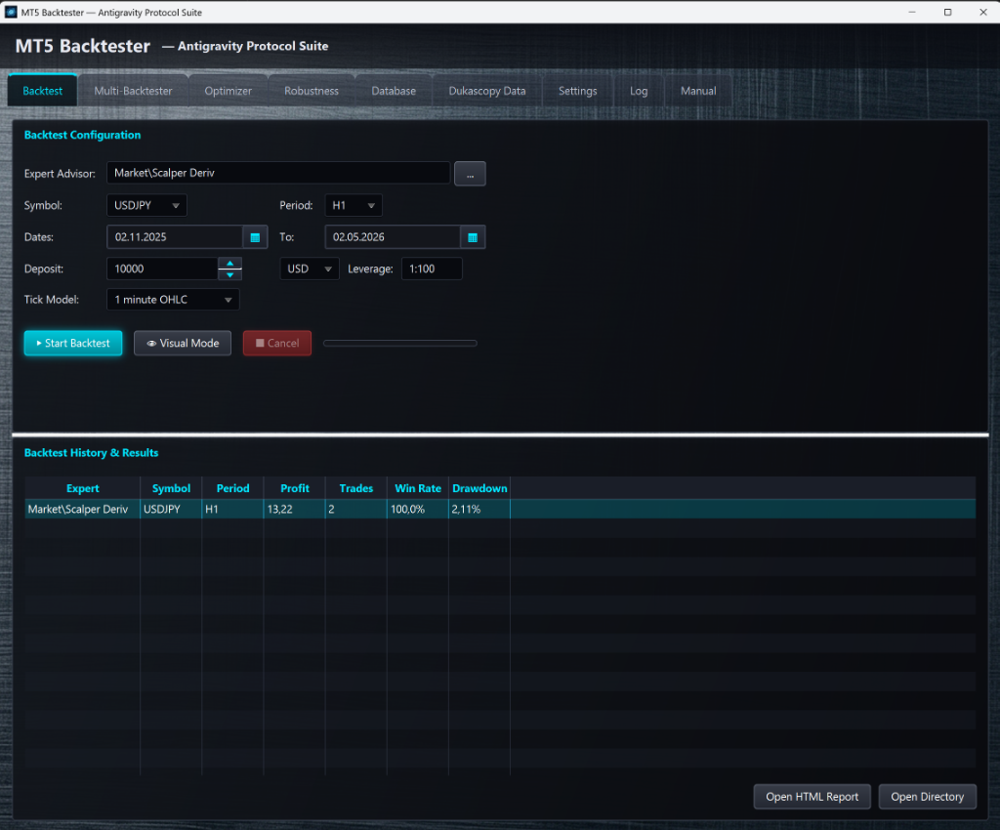 MT5 Backtester — Antigravity Protocol Suite
MT5 Backtester — Antigravity Protocol Suite
Backtest Multi-Backtester Optimizer Robustness Database Dukascopy Data Settings Log Manual
Backtest Configuration
Expert Advisor: Market\Scalper Deriv ...
Symbol: USDJPY Period: H1
Dates: 02.11.2025 To: 02.05.2026
Deposit: 10000 USD Leverage: 1:100
Tick Model: 1 minute OHLC
Start Backtest Visual Mode Cancel
Backtest History & Results
Expert Symbol Period Profit Trades Win Rate Drawdown
Market\Scalper Deriv USDJPY H1 13,22 2 100,0% 2,11%
Open HTML Report Open Directory